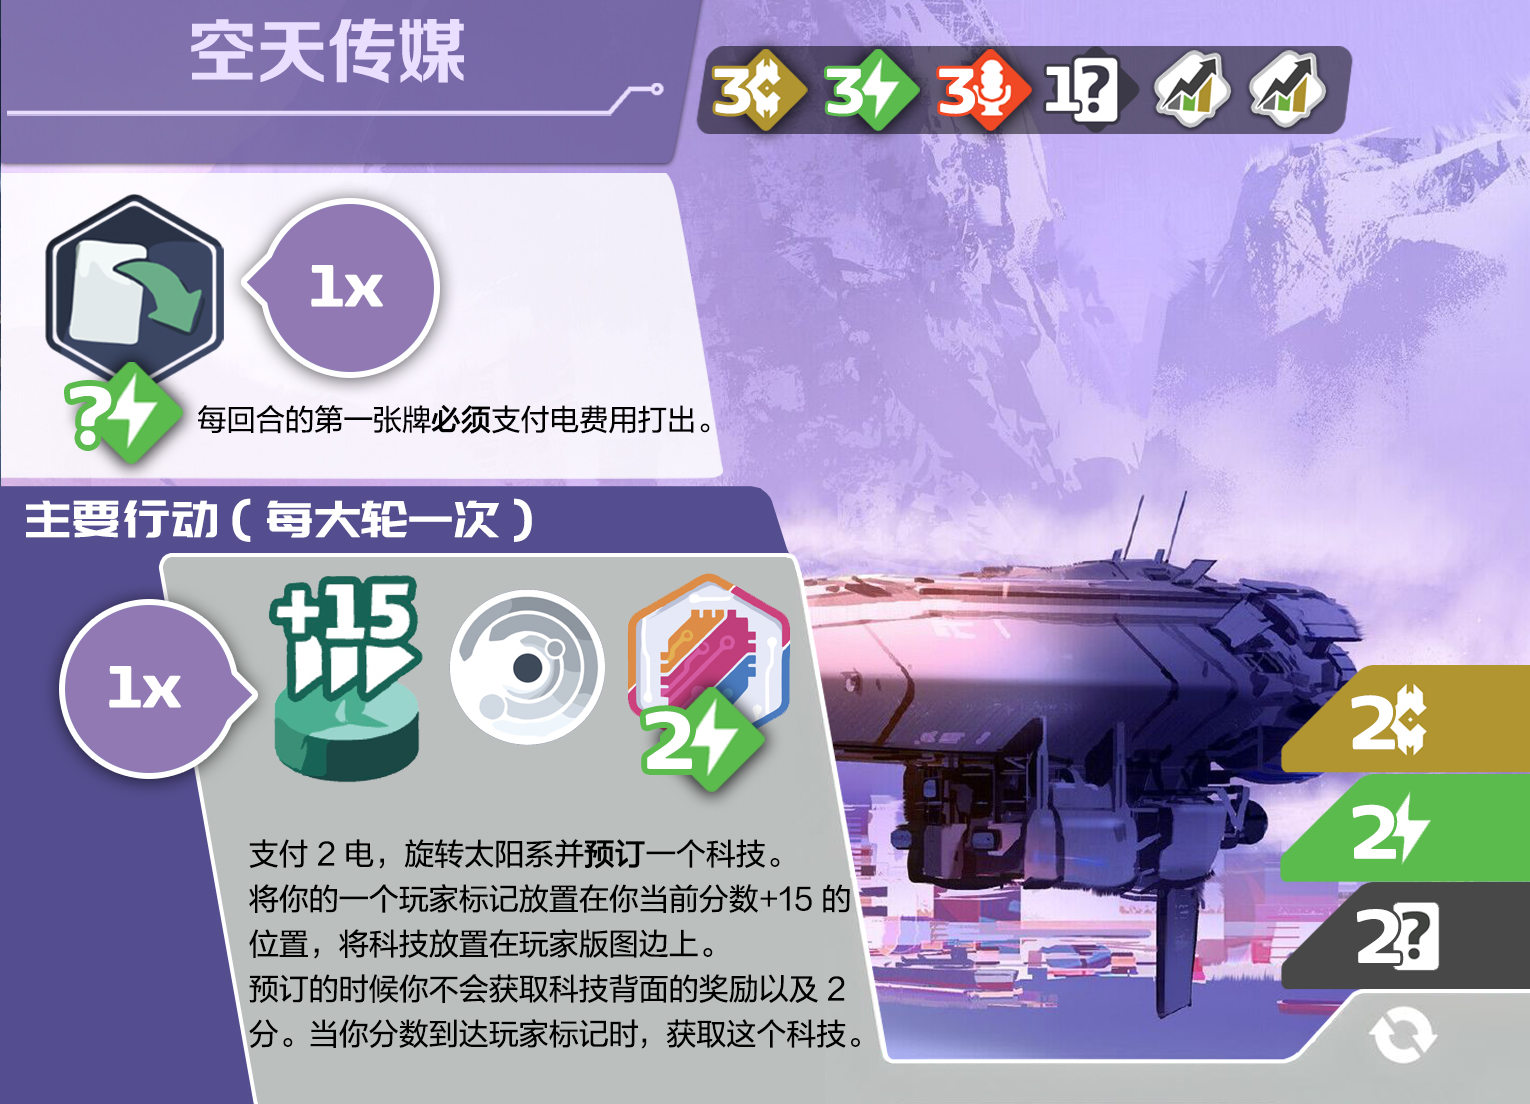 空天传媒
3 3 3 1?
1x
?
每回合的第一张牌必须支付电费用打出。
主要行动（每大轮一次）
1x
+15
2
支付 2 电，旋转太阳系并预订一个科技。
将你的一个玩家标记放置在你当前分数+15 的
位置，将科技放置在玩家版图边上。
预订的时候你不会获取科技背面的奖励以及 2
分。当你分数到达玩家标记时，获取这个科技。
2
2
2?